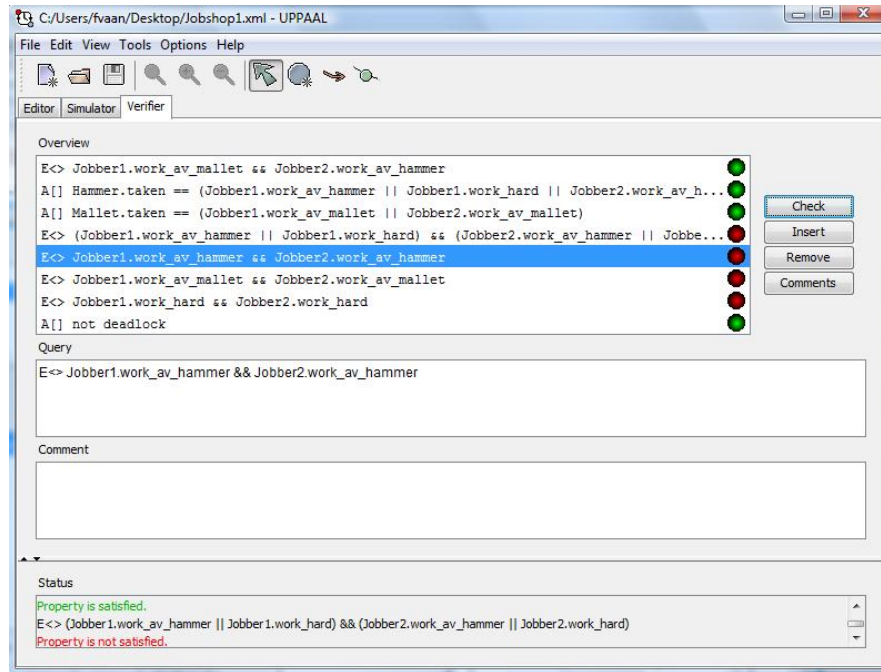 C:/Users/fvaan/Desktop/Jobshop1.xml - UPPAAL
File Edit View Tools Options Help
Editor Simulator Verifier
Overview
E<> Jobber1.work_av_mallet && Jobber2.work_av_hammer
A[] Hammer.taken == (Jobber1.work_av_hammer || Jobber1.work_hard || Jobber2.work_av_h...
A[] Mallet.taken == (Jobber1.work_av_mallet || Jobber2.work_av_mallet)
E<> (Jobber1.work_av_hammer || Jobber1.work_hard) && (Jobber2.work_av_hammer || Jobbe...
E<> Jobber1.work_av_hammer && Jobber2.work_av_hammer
E<> Jobber1.work_av_mallet && Jobber2.work_av_mallet
E<> Jobber1.work_hard && Jobber2.work_hard
A[] not deadlock
Check
Insert
Remove
Comments
Query
E<> Jobber1.work_av_hammer && Jobber2.work_av_hammer
Comment
Status
Property is satisfied.
E<> (Jobber1.work_av_hammer || Jobber1.work_hard) && (Jobber2.work_av_hammer || Jobber2.work_hard)
Property is not satisfied.